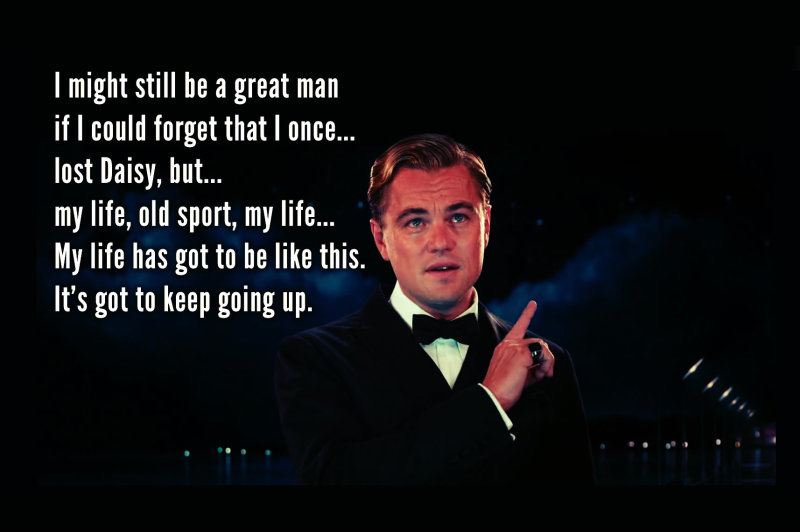 I might still be a great man
if I could forget that I once...
lost Daisy, but...
my life, old sport, my life...
My life has got to be like this.
It's got to keep going up.